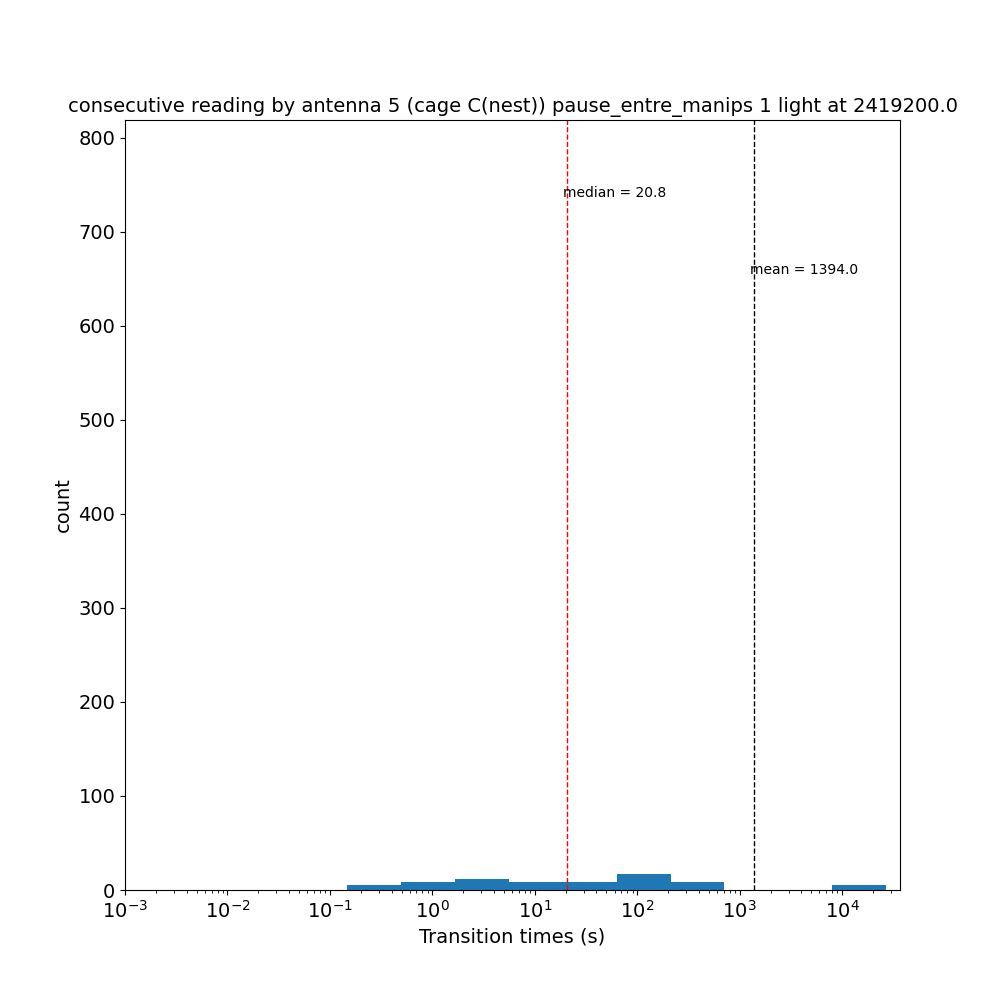 consecutive reading by antenna 5 (cage C(nest)) pause_entre_manips 1 light at 2419200.0
800
median = 20.8
700
mean = 1394.0
600
500
count
400
300
200
100
0
10⁻³ 10⁻² 10⁻¹ 10⁰ 10¹ 10² 10³ 10⁴
Transition times (s)